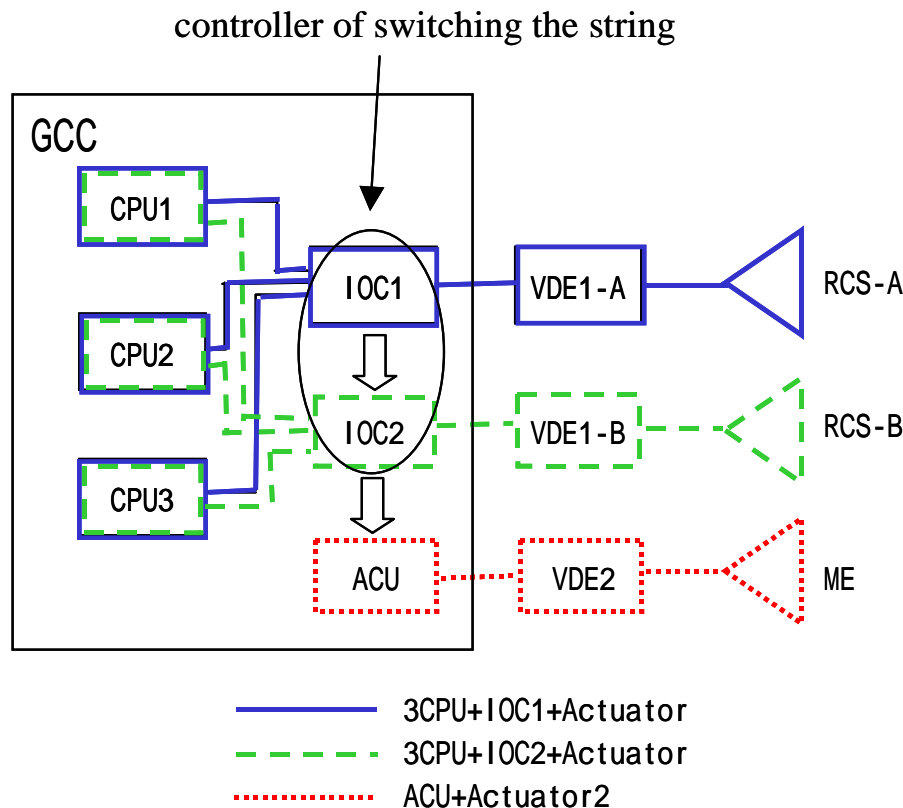 controller of switching the string
GCC
CPU1
IOC1
VDE1-A
RCS-A
CPU2
IOC2
VDE1-B
RCS-B
CPU3
ACU
VDE2
ME
3CPU+IOC1+Actuator
3CPU+IOC2+Actuator
ACU+Actuator2